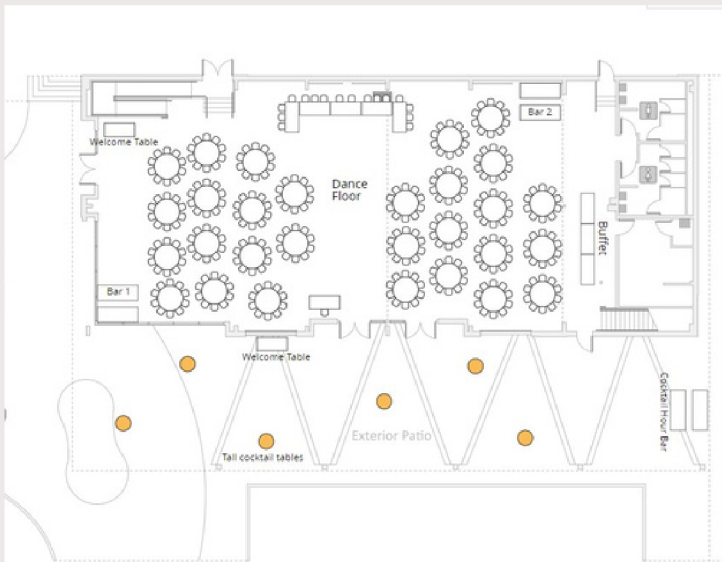 Welcome Table
Bar 2
Dance
Floor
Buffet
Bar 1
Welcome Table
Cocktail Hour Bar
Exterior Patio
Tall cocktail tables